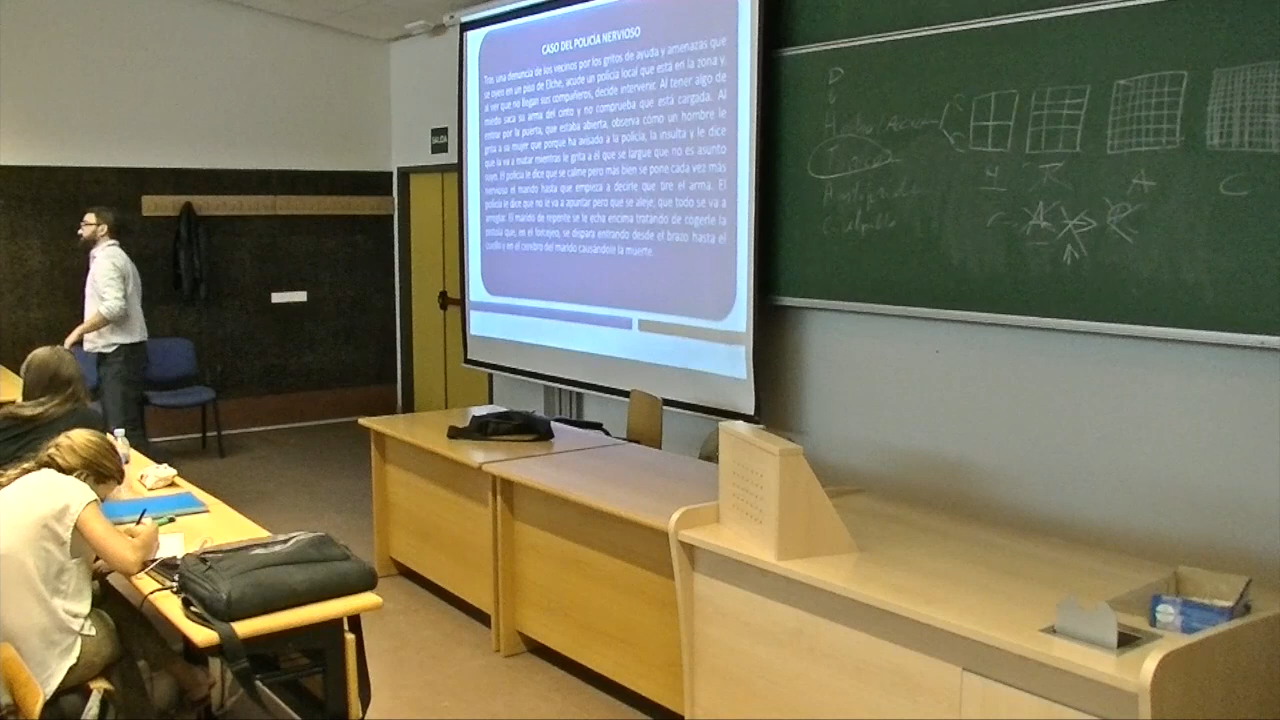 CASO DEL POLICÍA NERVIOSO
Tras una denuncia de los vecinos por los gritos de ayuda y amenazas que
se oyen en un piso de Elche, acude un policía local que está en la zona y,
al ver que no llegan sus compañeros, decide intervenir. Al tener algo de
miedo saca su arma del cinto y no comprueba que está cargada. Al
entrar por la puerta, que estaba abierta, observa cómo un hombre le
grita a su mujer que porque ha avisado a la policía, la insulta y le dice
que la va a matar mientras le grita a él que se largue que no es asunto
suyo. El policía le dice que se calme pero más bien se pone cada vez más
nervioso el marido hasta que empieza a decirle que tire el arma. El
policía le dice que no le va a apuntar pero que se aleje, que todo se va a
arreglar. El marido de repente se le echa encima tratando de cogerle la
pistola que, en el forcejeo, se dispara entrando desde el brazo hasta el
cuello y en el cerebro del marido causándole la muerte.
SALIDA
D
A C